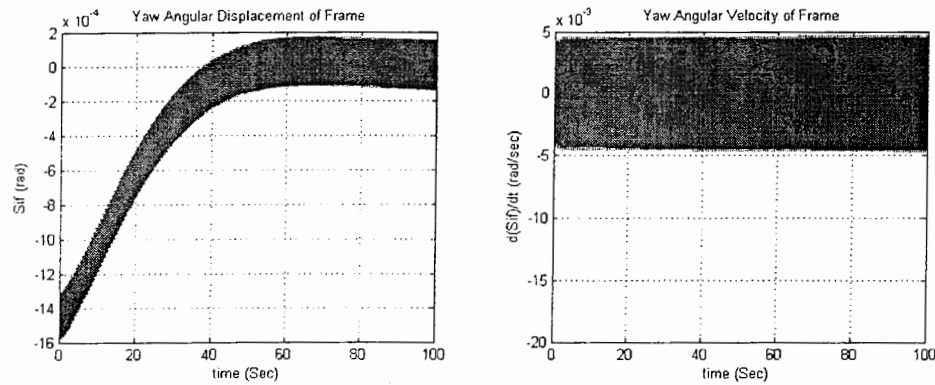 Yaw Angular Displacement of Frame
x 10⁻⁴
2
0
-2
-4
-6
-8
-10
-12
-14
-16
Sif (rad)
0 20 40 60 80 100
time (Sec)
Yaw Angular Velocity of Frame
x 10⁻³
5
0
-5
-10
-15
-20
d(Sif)/dt (rad/sec)
0 20 40 60 80 100
time (Sec)